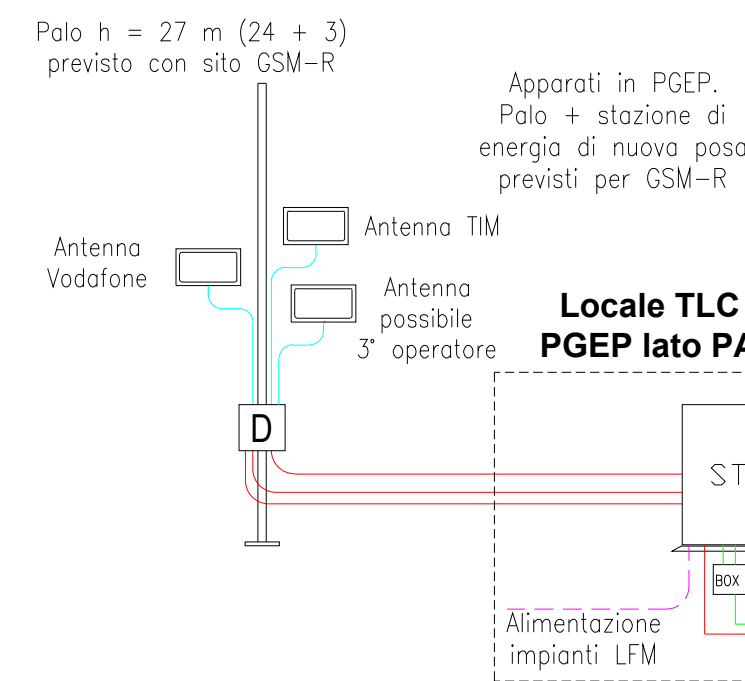 Palo h = 27 m (24 + 3)
previsto con sito GSM-R
Apparati in PGEP.
Palo + stazione di
energia di nuova posa
previsti per GSM-R
Antenna TIM
Antenna
Vodafone
Antenna
possibile
3° operatore
Locale TLC
PGEP lato PA
D
ST
BOX
Alimentazione
impianti LFM